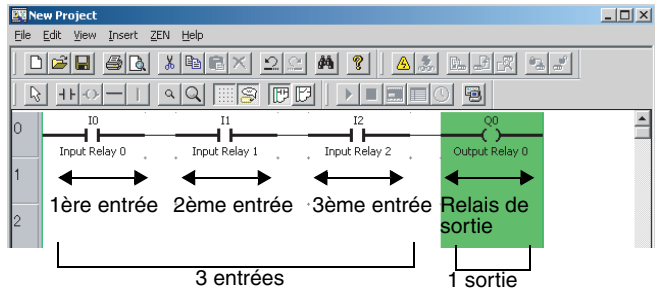 New Project
File Edit View Insert ZEN Help
0
I0 I1 I2 Q0
Input Relay 0 Input Relay 1 Input Relay 2 Output Relay 0
1
1ère entrée 2ème entrée 3ème entrée Relais de
sortie
2
3 entrées 1 sortie